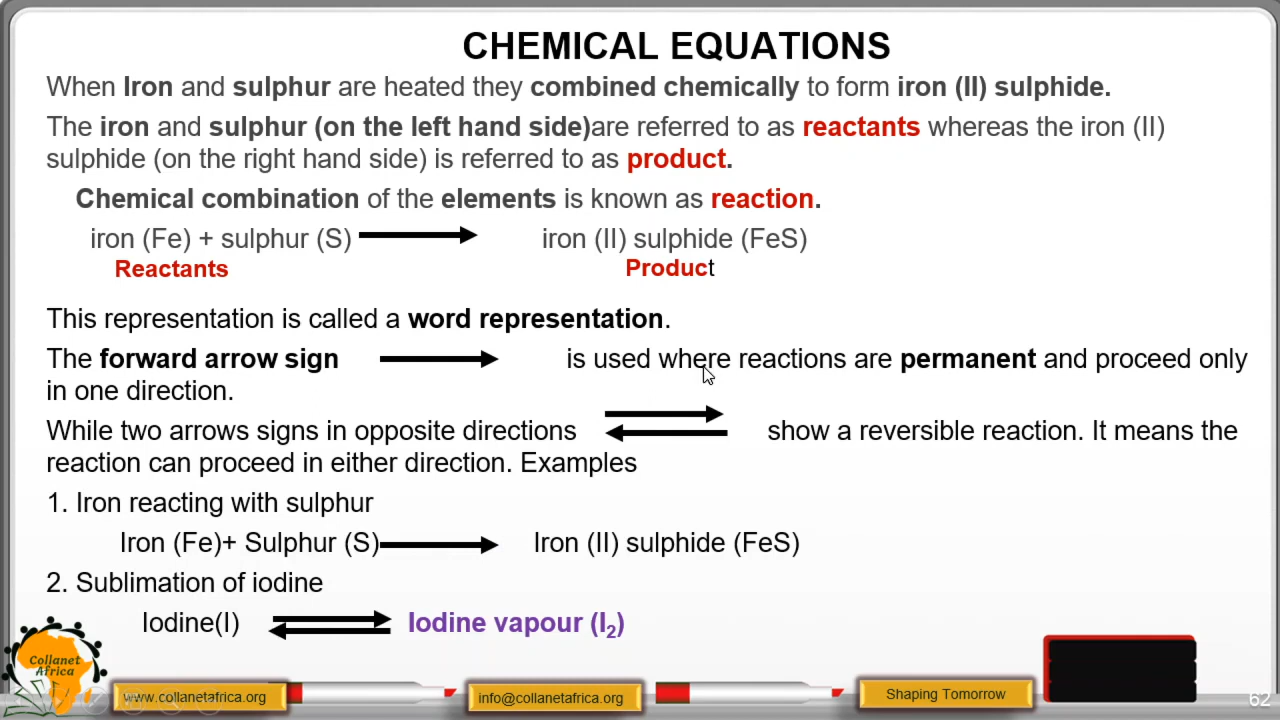 CHEMICAL EQUATIONS
When Iron and sulphur are heated they combined chemically to form iron (II) sulphide.
The iron and sulphur (on the left hand side)are referred to as reactants whereas the iron (II)
sulphide (on the right hand side) is referred to as product.
Chemical combination of the elements is known as reaction.
iron (Fe) + sulphur (S) iron (II) sulphide (FeS)
Reactants Product
This representation is called a word representation.
The forward arrow sign is used where reactions are permanent and proceed only
in one direction.
While two arrows signs in opposite directions show a reversible reaction. It means the
reaction can proceed in either direction. Examples
1. Iron reacting with sulphur
Iron (Fe)+ Sulphur (S) Iron (II) sulphide (FeS)
2. Sublimation of iodine
Iodine(I) Iodine vapour (I₂)
Collanet
Africa
www.collanetafrica.org info@collanetafrica.org Shaping Tomorrow
62